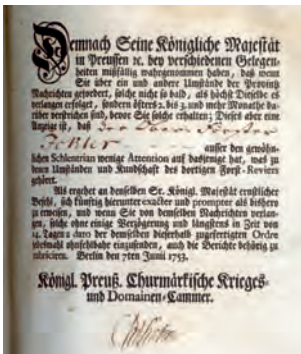 Demnach Seine Königliche Majestät
in Preussen ꝛc. bey verschiedenen Gelegen-
heiten mißfällig wahrgenommen haben, daß wenn
Sie über ein und andere Umstände der Provintz
Nachrichten gefordert, solche nicht so bald, als höchst Dieselbe es
verlangen erfolget, sondern öfters 2. bis 3. und mehr Monathe dar-
über verstrichen sind, bevor Sie solche erhalten; Dieses aber eine
Anzeige ist, daß der
ausser den gewöhn-
lichen Schlentrian wenige Attention auf dasjenige hat, was zu
denen Umständen und Kundschaft des dortigen Forst-Reviers
gehöret.
Als ergehet an denselben Sr. Königl. Majestät ernstlicher
Befehl, sich künftig hierunter exacter und prompter als bishero
zu erweisen, und wenn Sie von demselben Nachrichten verlan-
gen, solche ohne einige Verzögerung und längstens in Zeit von
14. Tagen a dato der demselben dieserhalb zugefertigten Ordre
jedesmahl ohnfehlbahr einzusenden, auch die Berichte behörig zu
rubriciren. Berlin den 7ten Junii 1753.
Königl. Preuß. Churmärkische Krieges-
und Domainen-Cammer.